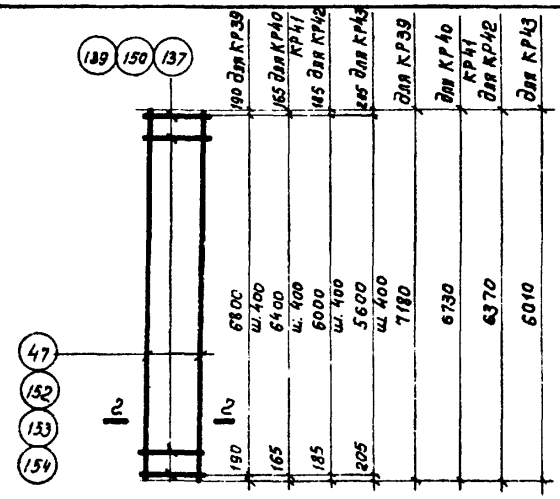 139 150 137
190 для КР39
165 для КР40
КР41
185 для КР42
205 для КР43
для КР39
для КР40
КР41
для КР42
для КР43
6800
ш. 400
6400
ш. 400
6000
ш. 400
5600
ш. 400
7180
6730
6370
6010
47
152
153
154
2 2
190
165
185
205